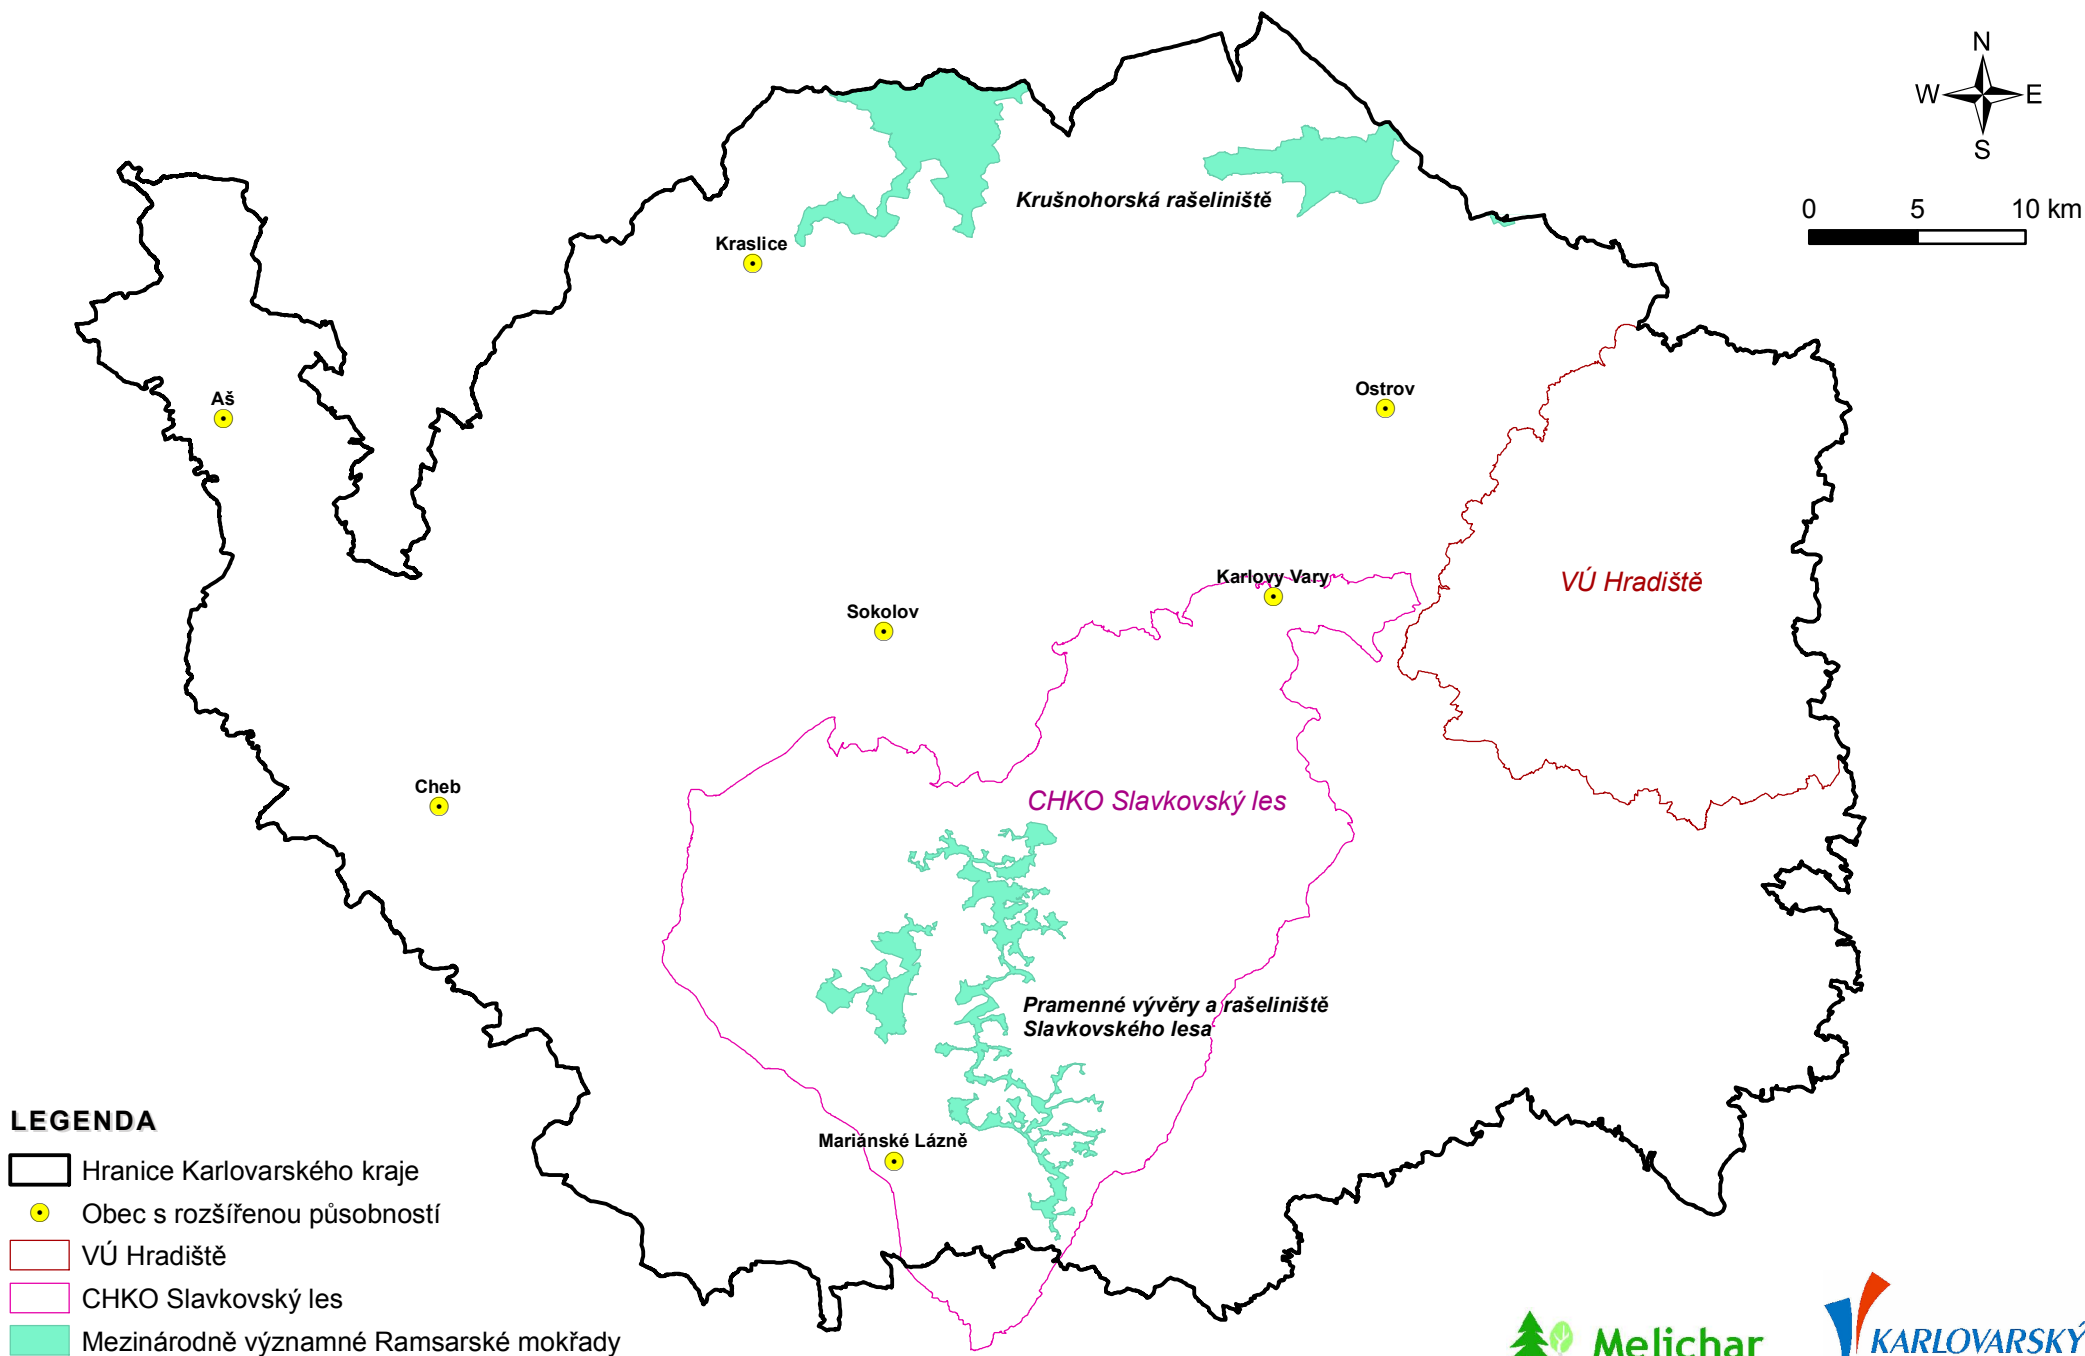 N
W E
S
0 5 10 km
Krušnohorská rašeliniště
Kraslice
Aš
Ostrov
Karlovy Vary
VÚ Hradiště
Sokolov
Cheb
CHKO Slavkovský les
Pramenné vývěry a rašeliniště
Slavkovského lesa
Mariánské Lázně
LEGENDA
Hranice Karlovarského kraje
Obec s rozšířenou působností
VÚ Hradiště
CHKO Slavkovský les
Mezinárodně významné Ramsarské mokřady
Melichar
KARLOVARSKÝ